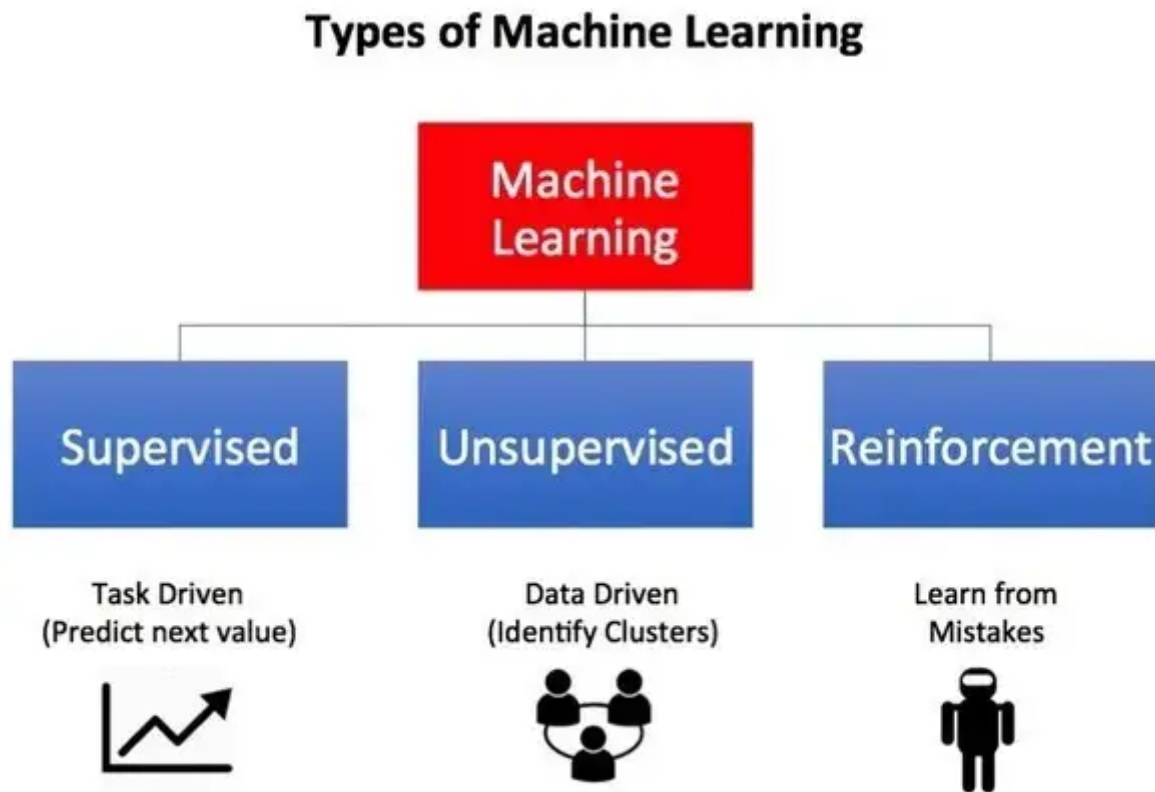 Types of Machine Learning
Machine
Learning
Supervised
Unsupervised
Reinforcement
Task Driven
(Predict next value)
Data Driven
(Identify Clusters)
Learn from
Mistakes